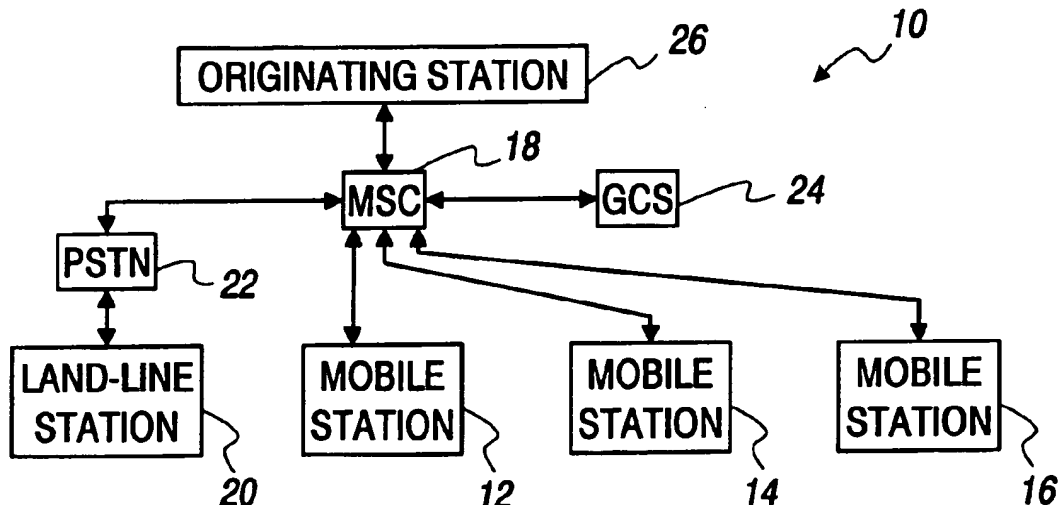 10
26
ORIGINATING STATION
18
MSC
GCS
24
PSTN
22
LAND-LINE
STATION
MOBILE
STATION
MOBILE
STATION
MOBILE
STATION
20
12
14
16